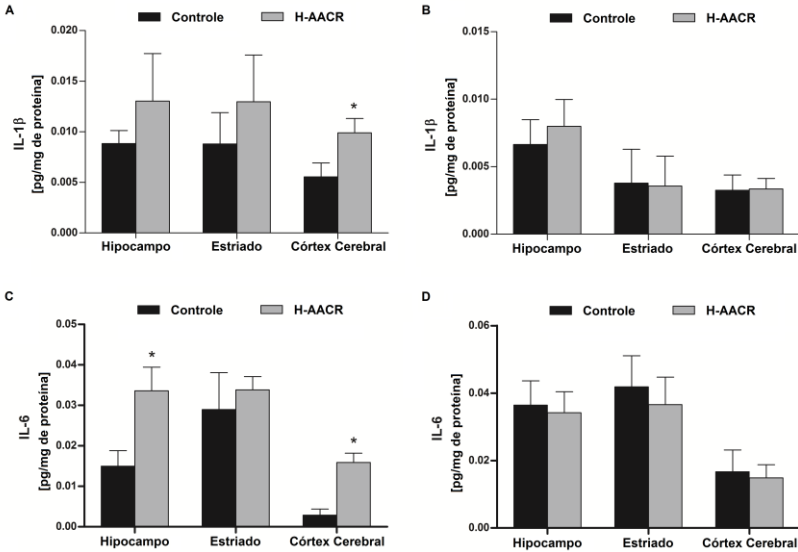 A
Controle H-AACR
IL-1β
[pg/mg de proteína]
0.020
0.015
0.010
0.005
0.000
*
Hipocampo Estriado Córtex Cerebral
B
Controle H-AACR
IL-1β
[pg/mg de proteína]
0.015
0.010
0.005
0.000
Hipocampo Estriado Córtex Cerebral
C
Controle H-AACR
IL-6
[pg/mg de proteína]
0.05
0.04
0.03
0.02
0.01
0.00
* *
Hipocampo Estriado Córtex Cerebral
D
Controle H-AACR
IL-6
[pg/mg de proteína]
0.06
0.04
0.02
0.00
Hipocampo Estriado Córtex Cerebral